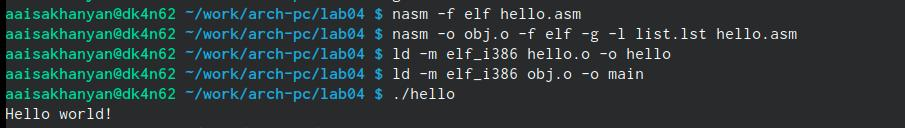 aaisakhanyan@dk4n62 ~/work/arch-pc/lab04 $ nasm -f elf hello.asm
aaisakhanyan@dk4n62 ~/work/arch-pc/lab04 $ nasm -o obj.o -f elf -g -l list.lst hello.asm
aaisakhanyan@dk4n62 ~/work/arch-pc/lab04 $ ld -m elf_i386 hello.o -o hello
aaisakhanyan@dk4n62 ~/work/arch-pc/lab04 $ ld -m elf_i386 obj.o -o main
aaisakhanyan@dk4n62 ~/work/arch-pc/lab04 $ ./hello
Hello world!